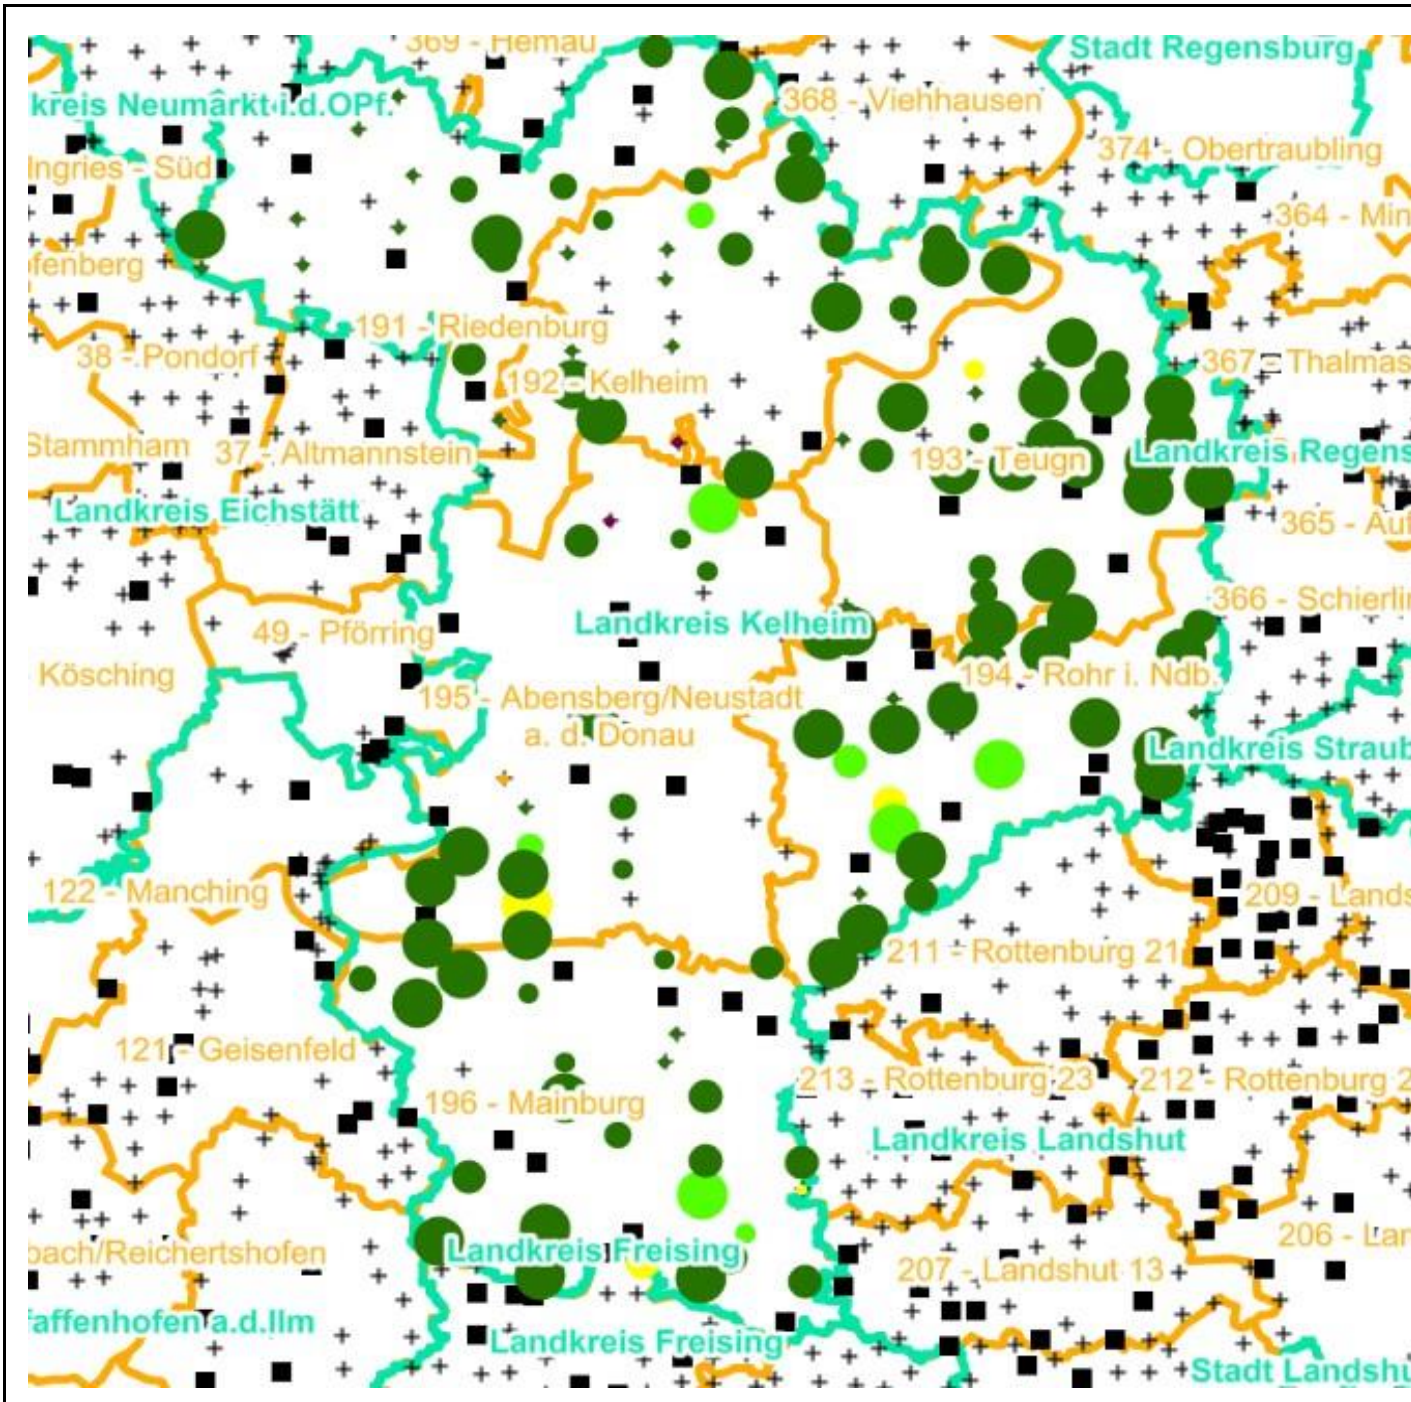 369 - Hemau
Stadt Regensburg
kreis Neumarkt i.d.OPf.
368 - Viehhausen
374 - Obertraubling
Ingries - Süd
364 - Min
ofenberg
191 - Riedenburg
38 - Pondorf
367 - Thalmas
192 - Kelheim
Stammham
37 - Altmannstein
193 - Teugn
Landkreis Regens
Landkreis Eichstätt
365 - Auf
366 - Schierlin
49 - Pförring
Landkreis Kelheim
Kösching
194 - Rohr i. Ndb.
195 - Abensberg/Neustadt
a. d. Donau
Landkreis Straub
122 - Manching
209 - Lands
211 - Rottenburg 21
121 - Geisenfeld
213 - Rottenburg 23
212 - Rottenburg 2
196 - Mainburg
Landkreis Landshut
bach/Reichertshofen
Landkreis Freising
206 - Lan
207 - Landshut 13
faffenhofen a.d.Ilm
Landkreis Freising
Stadt Landshu